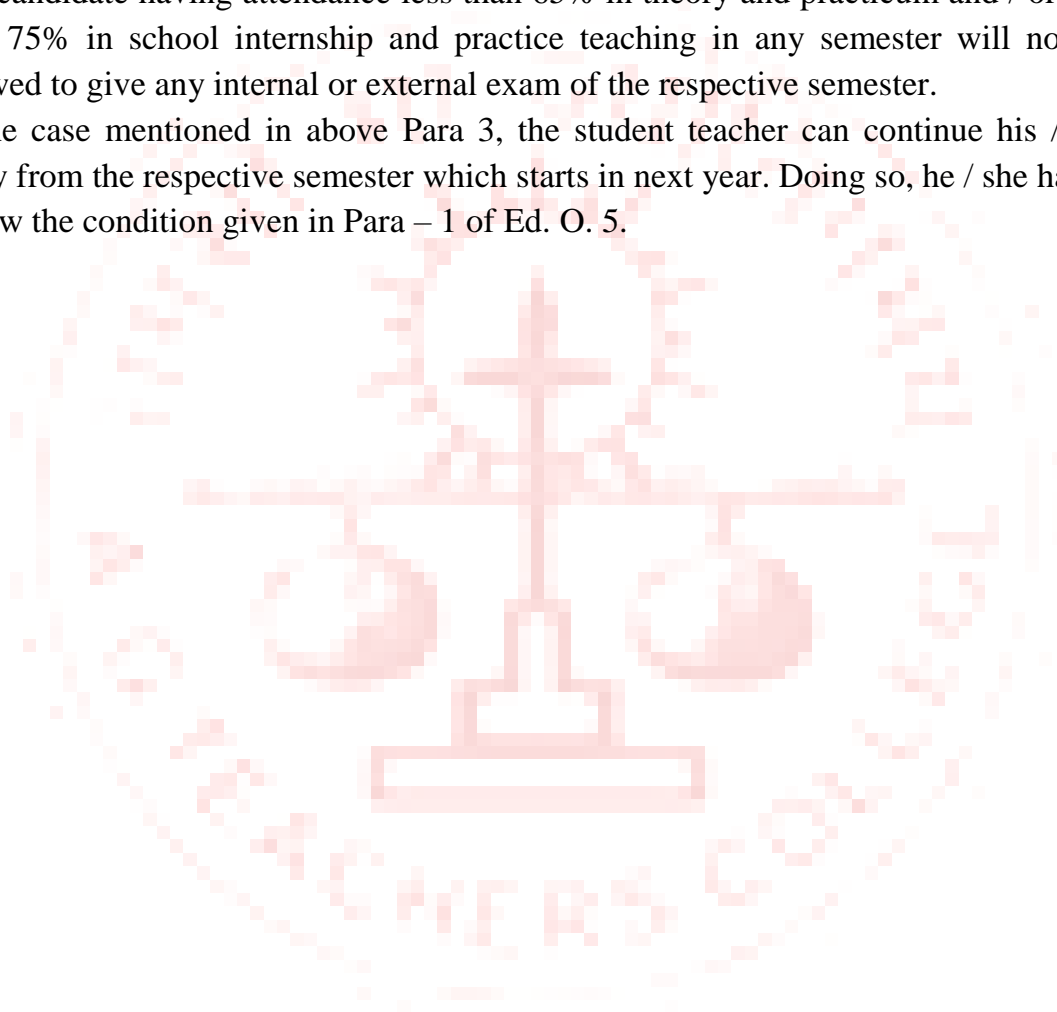 candidate having attendance less than in theory and practicum and / or
75% in school internship and practice teaching in any semester will no
ved to give any internal or external exam of the respective semester.
e case mentioned in above Para 3, the student teacher can continue his /
y from the respective semester which starts in next year. Doing so, he / she ha
w the condition given in Para – 1 of Ed. O. 5.
TEACHERS COLLEGE